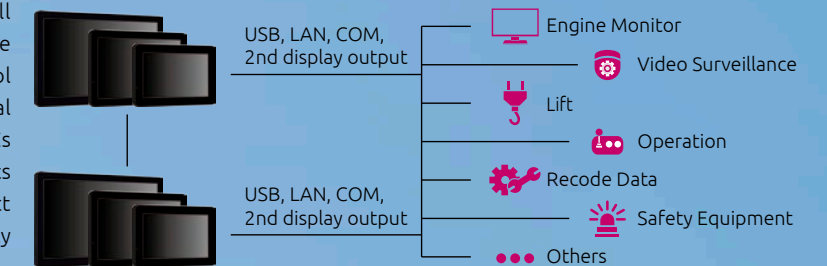 USB, LAN, COM,
2nd display output
USB, LAN, COM,
2nd display output
Engine Monitor
Video Surveillance
Lift
Operation
Recode Data
Safety Equipment
Others